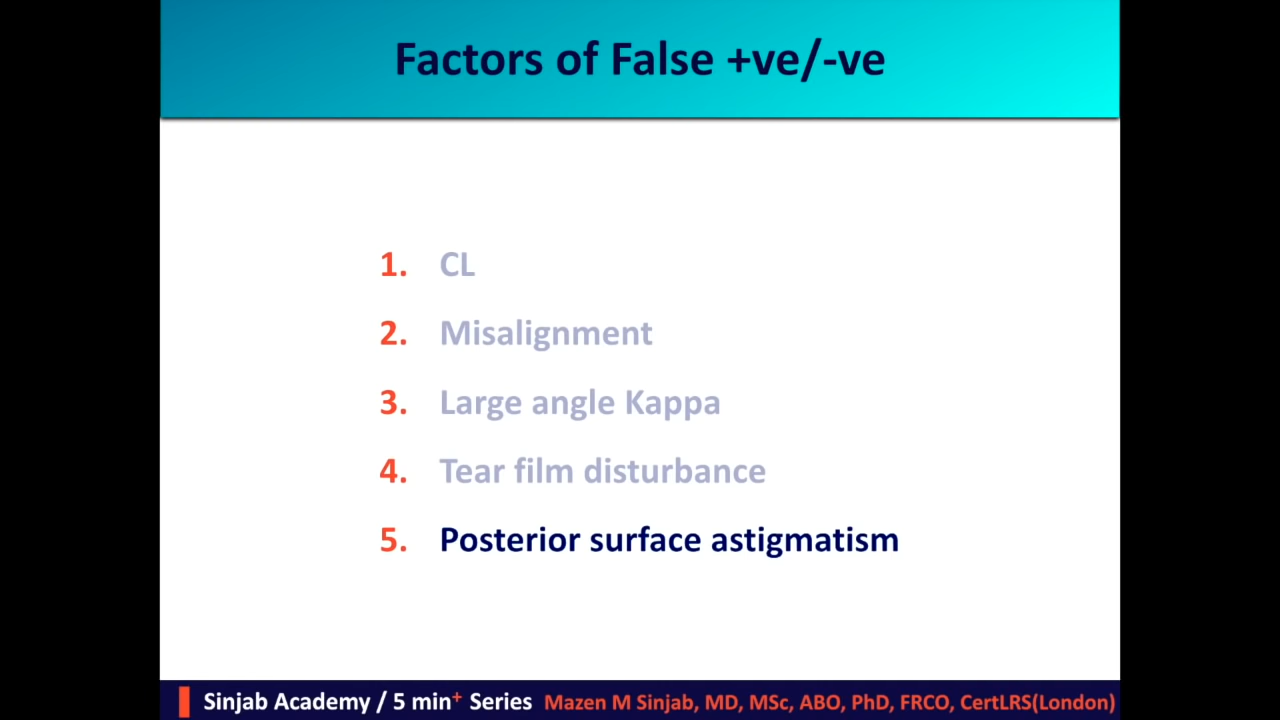 Factors of False +ve/-ve
1. CL
2. Misalignment
3. Large angle Kappa
4. Tear film disturbance
5. Posterior surface astigmatism
Sinjab Academy / 5 min+ Series Mazen M Sinjab, MD, MSc, ABO, PhD, FRCO, CertLRS(London)